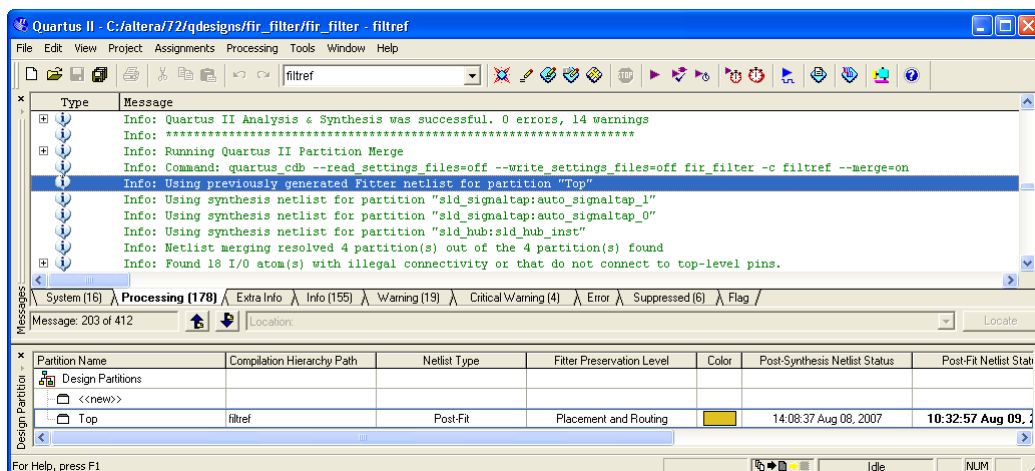 Quartus II - C:/altera/72/qdesigns/fir_filter/fir_filter - filtref
File Edit View Project Assignments Processing Tools Window Help
filtref
Type Message
Info: Quartus II Analysis & Synthesis was successful. 0 errors, 14 warnings
Info: *******************************************************************
Info: Running Quartus II Partition Merge
Info: Command: quartus_cdb --read_settings_files=off --write_settings_files=off fir_filter -c filtref --merge=on
Info: Using previously generated Fitter netlist for partition "Top"
Info: Using synthesis netlist for partition "sld_signaltap:auto_signaltap_1"
Info: Using synthesis netlist for partition "sld_signaltap:auto_signaltap_0"
Info: Using synthesis netlist for partition "sld_hub:sld_hub_inst"
Info: Netlist merging resolved 4 partition(s) out of the 4 partition(s) found
Info: Found 18 I/O atom(s) with illegal connectivity or that do not connect to top-level pins.
System (16) Processing (178) Extra Info Info (155) Warning (19) Critical Warning (4) Error Suppressed (6) Flag
Messages
Message: 203 of 412 Location: Locate
Partition Name Compilation Hierarchy Path Netlist Type Fitter Preservation Level Color Post-Synthesis Netlist Status Post-Fit Netlist Stat
Design Partitions
<<new>>
Top filtref Post-Fit Placement and Routing 14:08:37 Aug 08, 2007 10:32:57 Aug 09,
Design Partition
For Help, press F1 Idle NUM